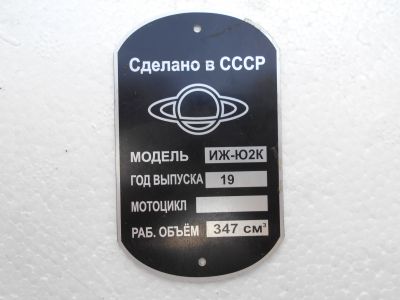 Сделано в СССР
МОДЕЛЬ ИЖ-Ю2К
ГОД ВЫПУСКА 19
МОТОЦИКЛ
РАБ. ОБЪЁМ 347 см³